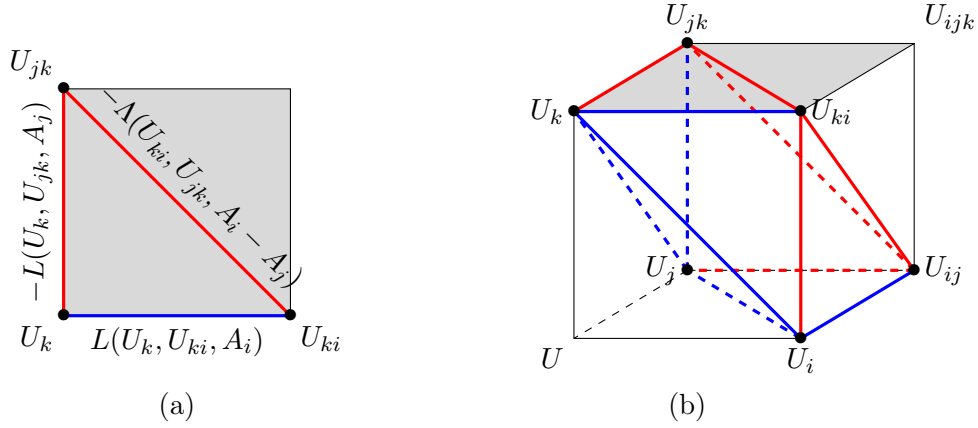 U_{jk}
−L(U_k, U_{jk}, A_j)
−Λ(U_{ki}, U_{jk}, A_i − A_j)
U_k
L(U_k, U_{ki}, A_i)
U_{ki}
(a)
U_{jk}
U_{ijk}
U_k
U_{ki}
U_j
U_{ij}
U
U_i
(b)